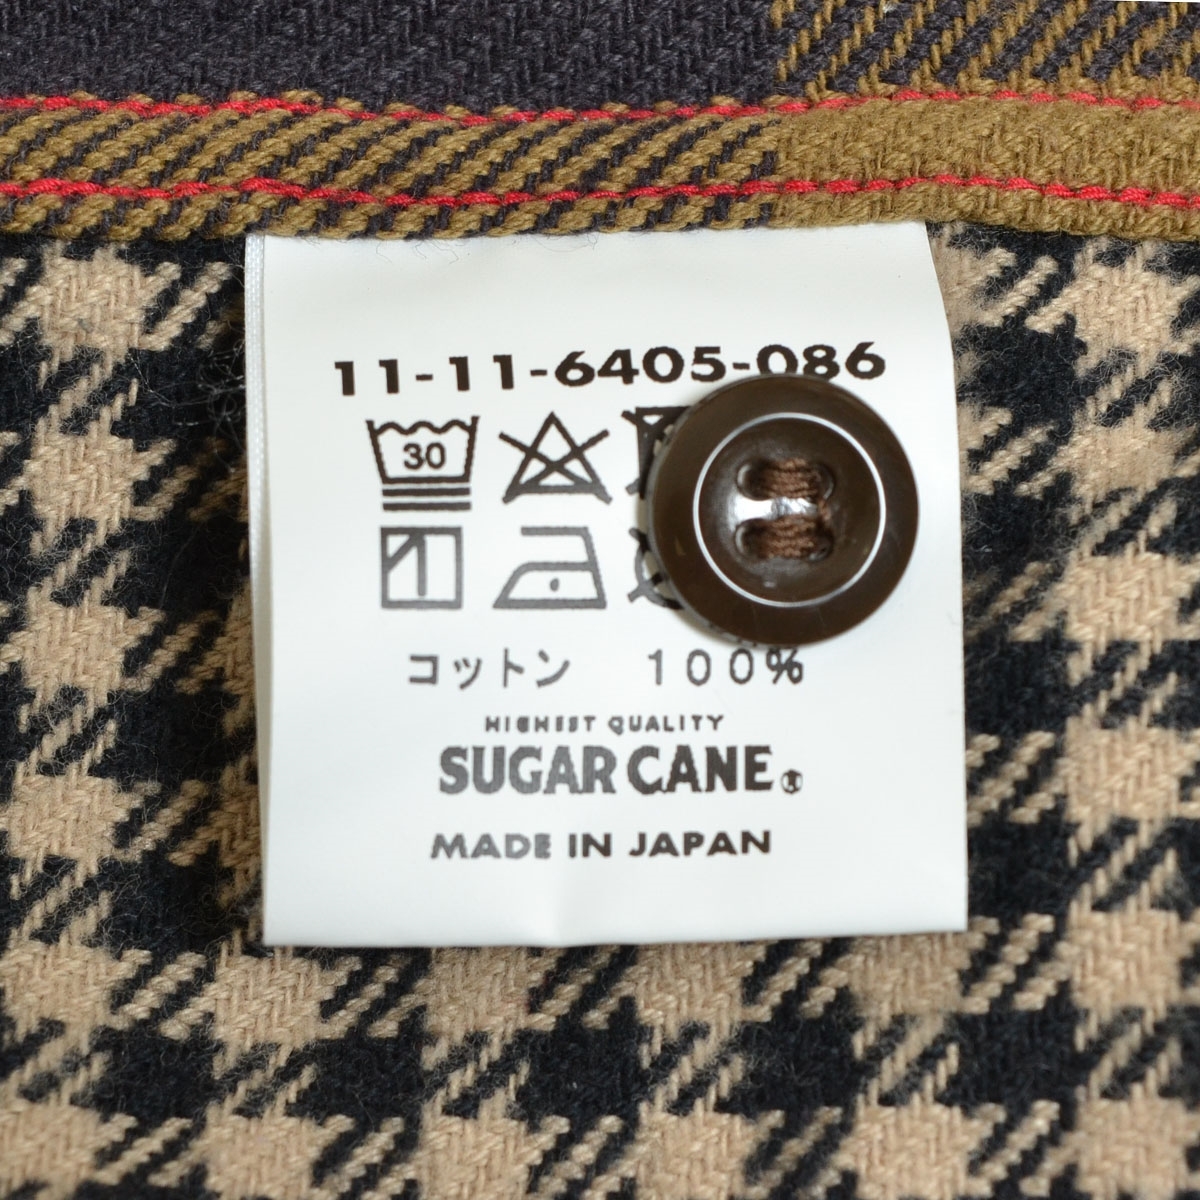 11-11-6405-086
30
コットン 100%
HIGHEST QUALITY
SUGAR CANE®
MADE IN JAPAN